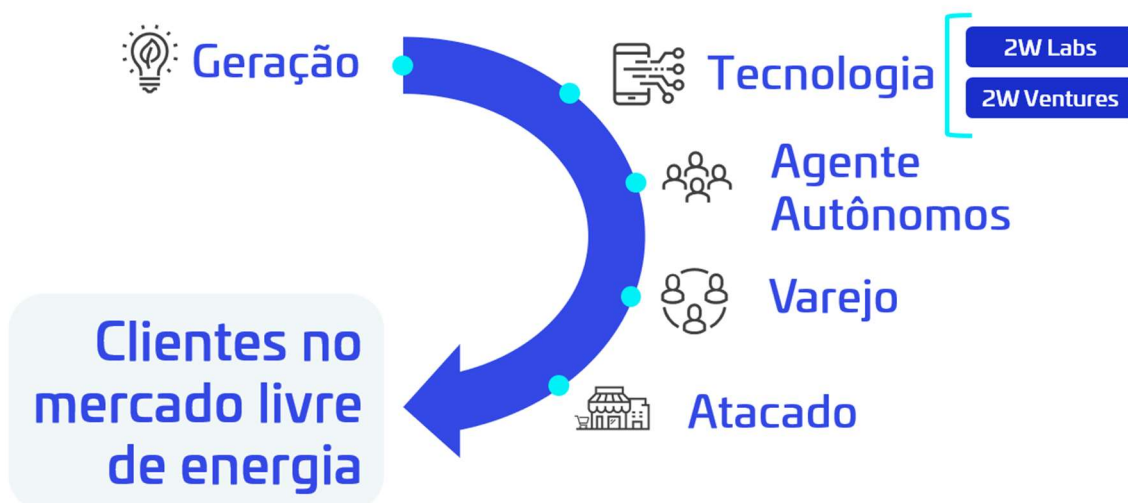 Geração
Tecnologia
2W Labs
2W Ventures
Agente
Autônomos
Varejo
Atacado
Clientes no
mercado livre
de energia